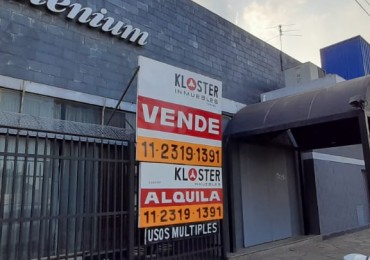 enium
KLOSTER
INMUEBLES
VENDE
11-2319-1391
KLOSTER
INMUEBLES
ALQUILA
11-2319-1391
USOS MULTIPLES